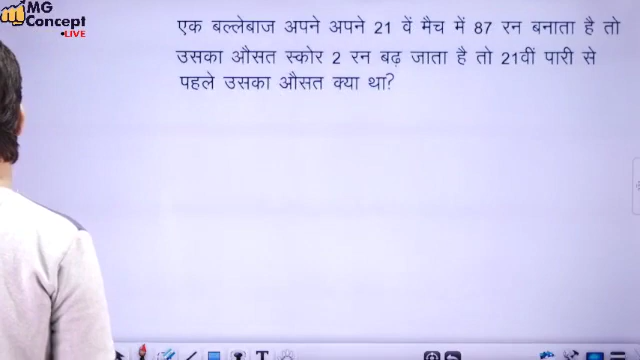 MG
Concept
•LIVE
एक बल्लेबाज अपने अपने 21 वें मैच में 87 रन बनाता है तो
उसका औसत स्कोर 2 रन बढ़ जाता है तो 21वीं पारी से
पहले उसका औसत क्या था?